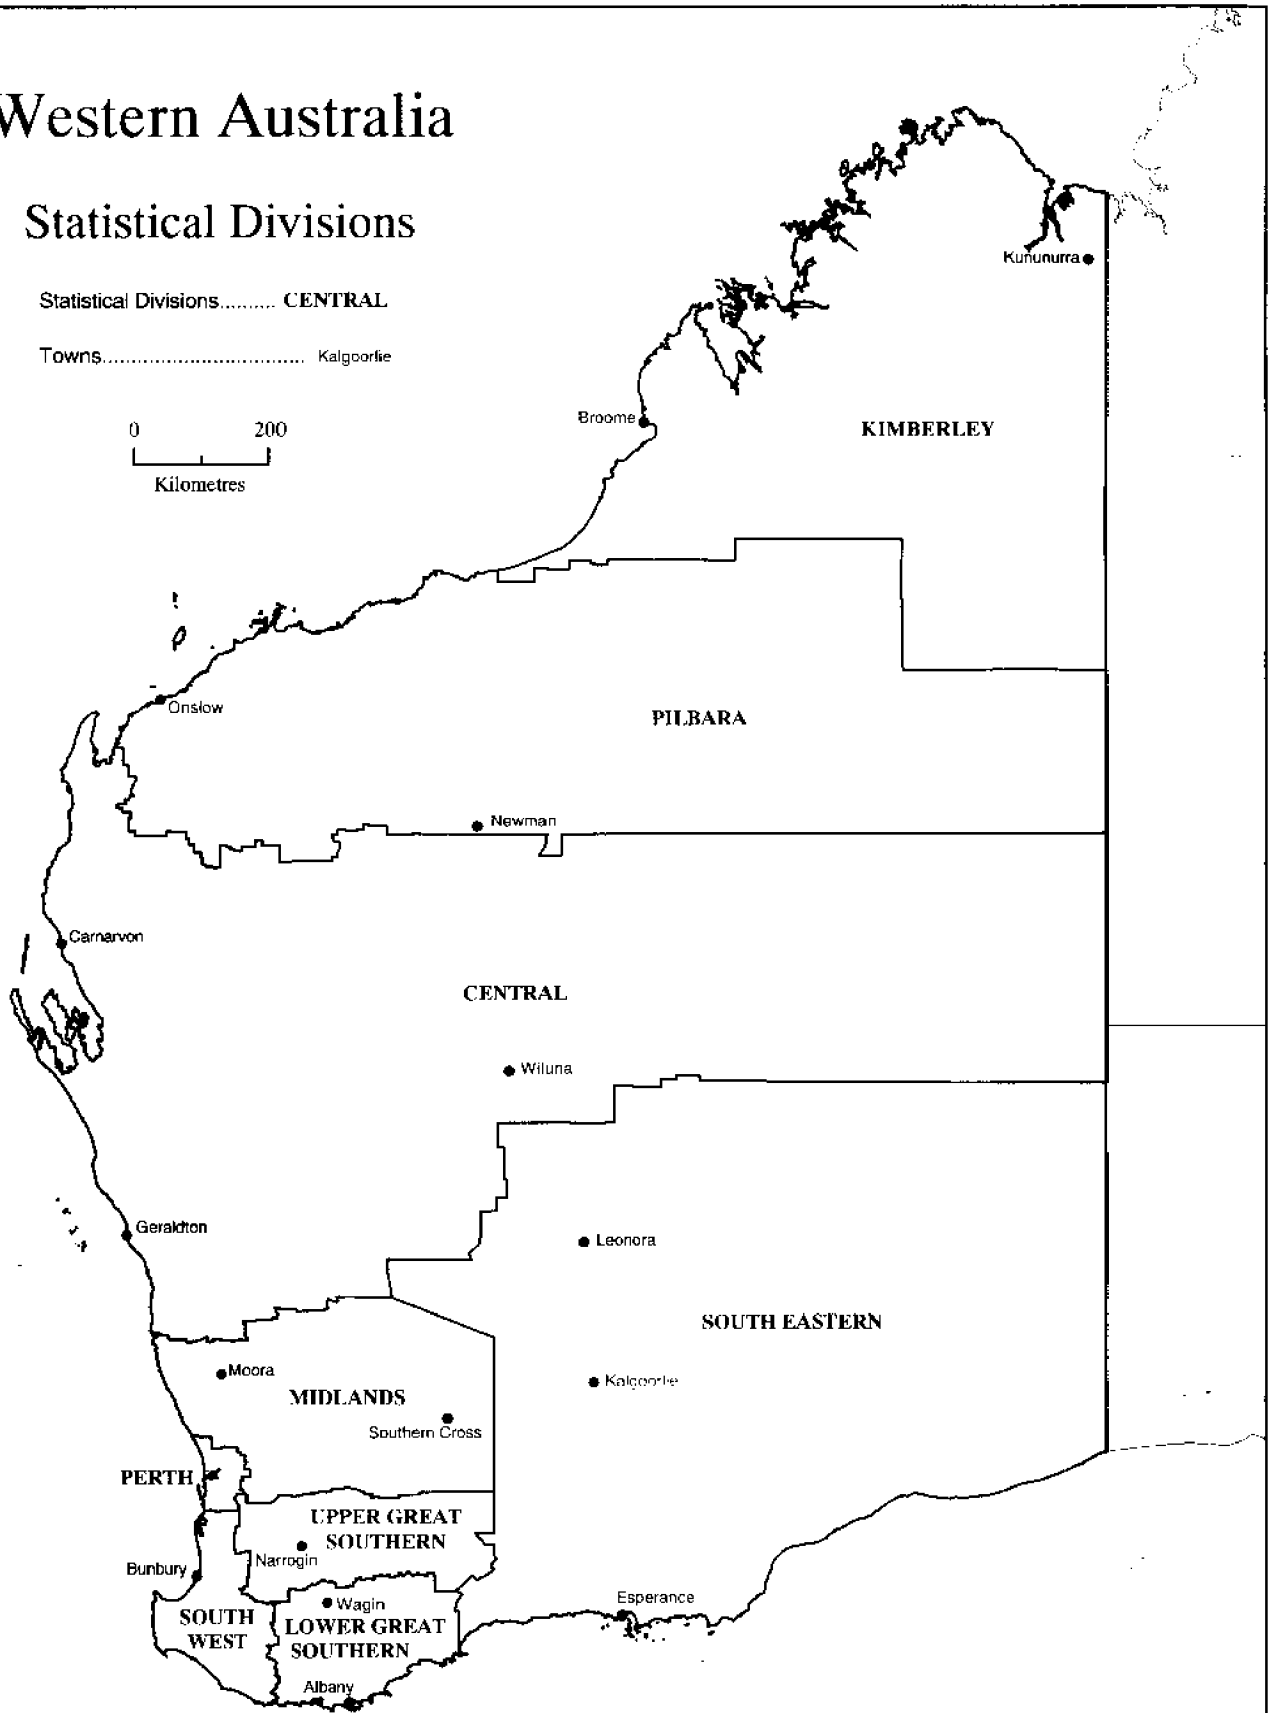 Western Australia
Statistical Divisions
Statistical Divisions.......... CENTRAL
Towns................................. Kalgoorlie
0 200
Kilometres
Kununurra
Broome
KIMBERLEY
Onslow
PILBARA
Newman
Carnarvon
CENTRAL
Wiluna
Geraldton
Leonora
SOUTH EASTERN
Moora
Kalgoorlie
MIDLANDS
Southern Cross
PERTH
UPPER GREAT
SOUTHERN
Narrogin
Bunbury
Esperance
Wagin
SOUTH
WEST
LOWER GREAT
SOUTHERN
Albany